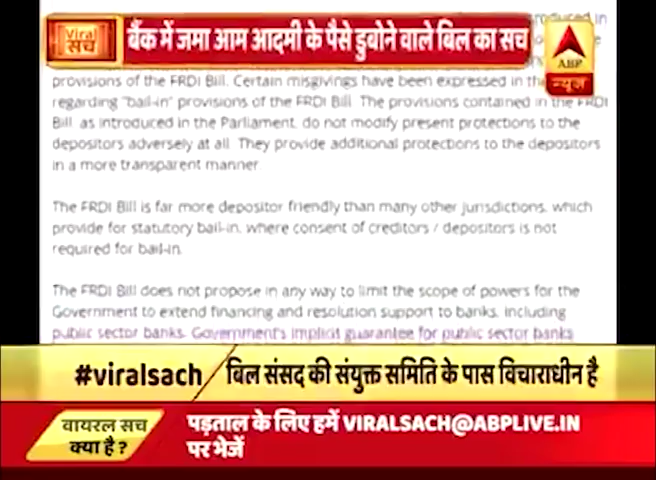 Viral सच
बैंक में जमा आम आदमी के पैसे डुबोने वाले बिल का सच
ABP
न्यूज़
provisions of the FRDI Bill. Certain misgivings have been expressed in the
regarding "bail-in" provisions of the FRDI Bill. The provisions contained in the FRDI
Bill, as introduced in the Parliament, do not modify present protections to the
depositors adversely at all. They provide additional protections to the depositors
in a more transparent manner.
The FRDI Bill is far more depositor friendly than many other jurisdictions, which
provide for statutory bail-in, where consent of creditors / depositors is not
required for bail-in.
The FRDI Bill does not propose in any way to limit the scope of powers for the
Government to extend financing and resolution support to banks, including
public sector banks. Government's implicit guarantee for public sector banks
#viralsach
बिल संसद की संयुक्त समिति के पास विचाराधीन है
वायरल सच
क्या है?
पड़ताल के लिए हमें VIRALSACH@ABPLIVE.IN
पर भेजें